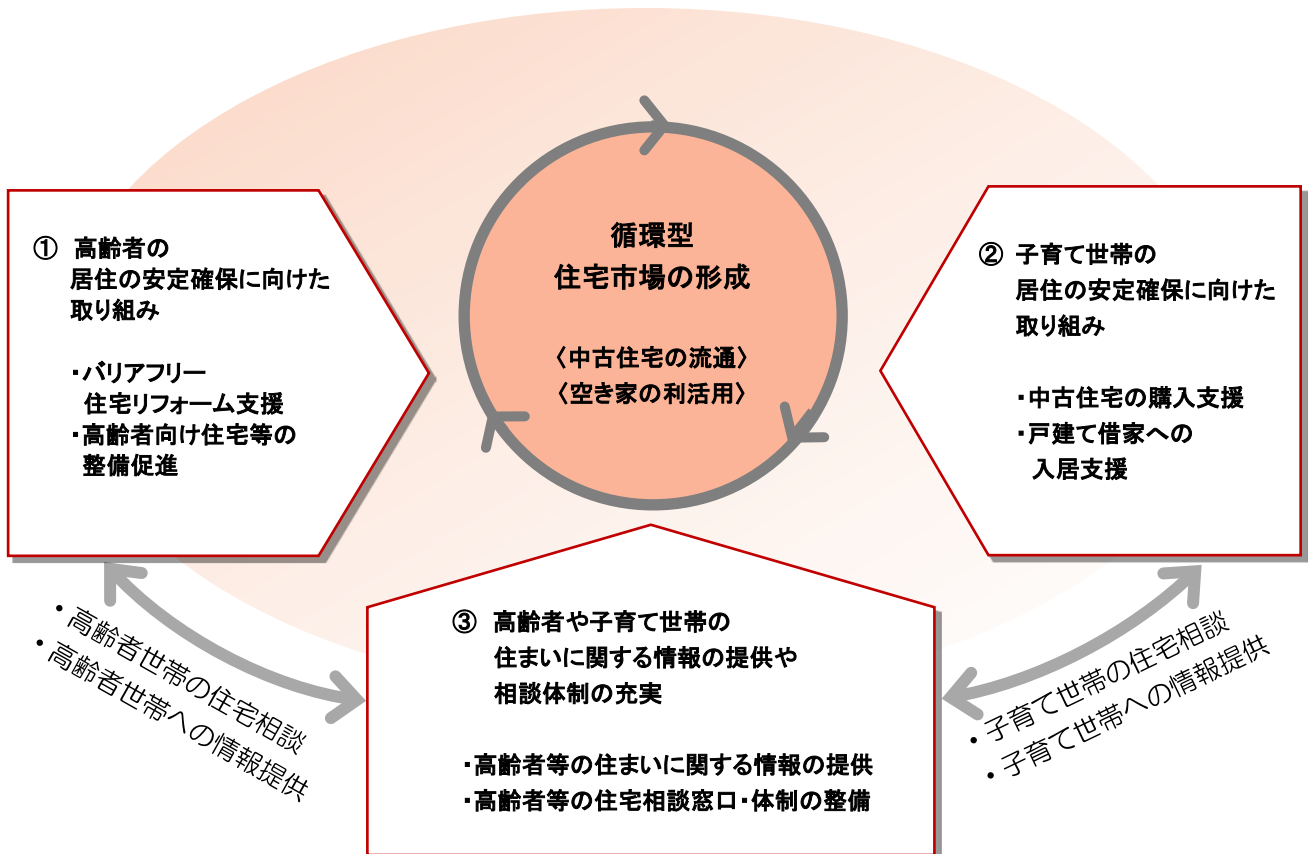 循環型
住宅市場の形成
〈中古住宅の流通〉
〈空き家の利活用〉
① 高齢者の
居住の安定確保に向けた
取り組み
・バリアフリー
住宅リフォーム支援
・高齢者向け住宅等の
整備促進
② 子育て世帯の
居住の安定確保に向けた
取り組み
・中古住宅の購入支援
・戸建て借家への
入居支援
③ 高齢者や子育て世帯の
住まいに関する情報の提供や
相談体制の充実
・高齢者等の住まいに関する情報の提供
・高齢者等の住宅相談窓口・体制の整備
・高齢者世帯の住宅相談
・高齢者世帯への情報提供
・子育て世帯の住宅相談
・子育て世帯への情報提供